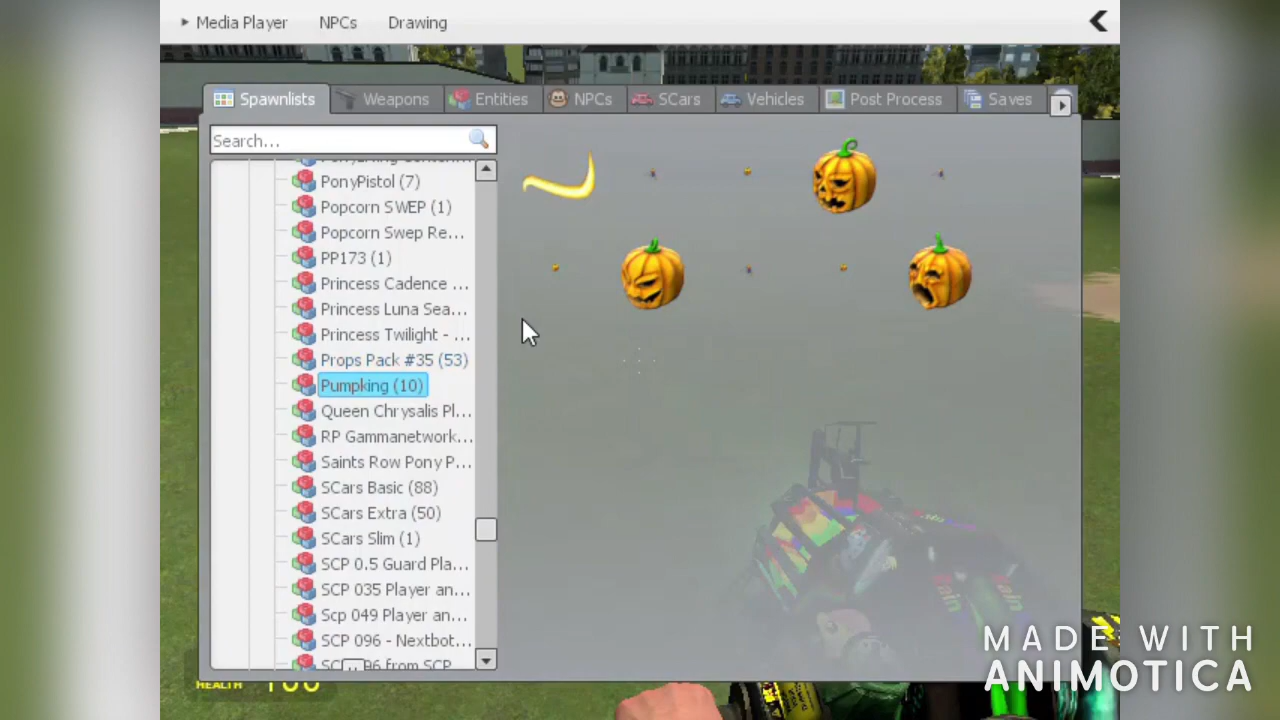 Media Player NPCs Drawing
Spawnlists Weapons Entities NPCs SCars Vehicles Post Process Saves
Search...
PonyPistol (7)
Popcorn SWEP (1)
Popcorn Swep Re...
PP173 (1)
Princess Cadence ...
Princess Luna Sea...
Princess Twilight - ...
Props Pack #35 (53)
Pumpking (10)
Queen Chrysalis Pl...
RP Gammanetwork...
Saints Row Pony P...
SCars Basic (88)
SCars Extra (50)
SCars Slim (1)
SCP 0.5 Guard Pla...
SCP 035 Player an...
Scp 049 Player an...
SCP 096 - Nextbot...
HEALTH 100
MADE WITH
ANIMOTICA